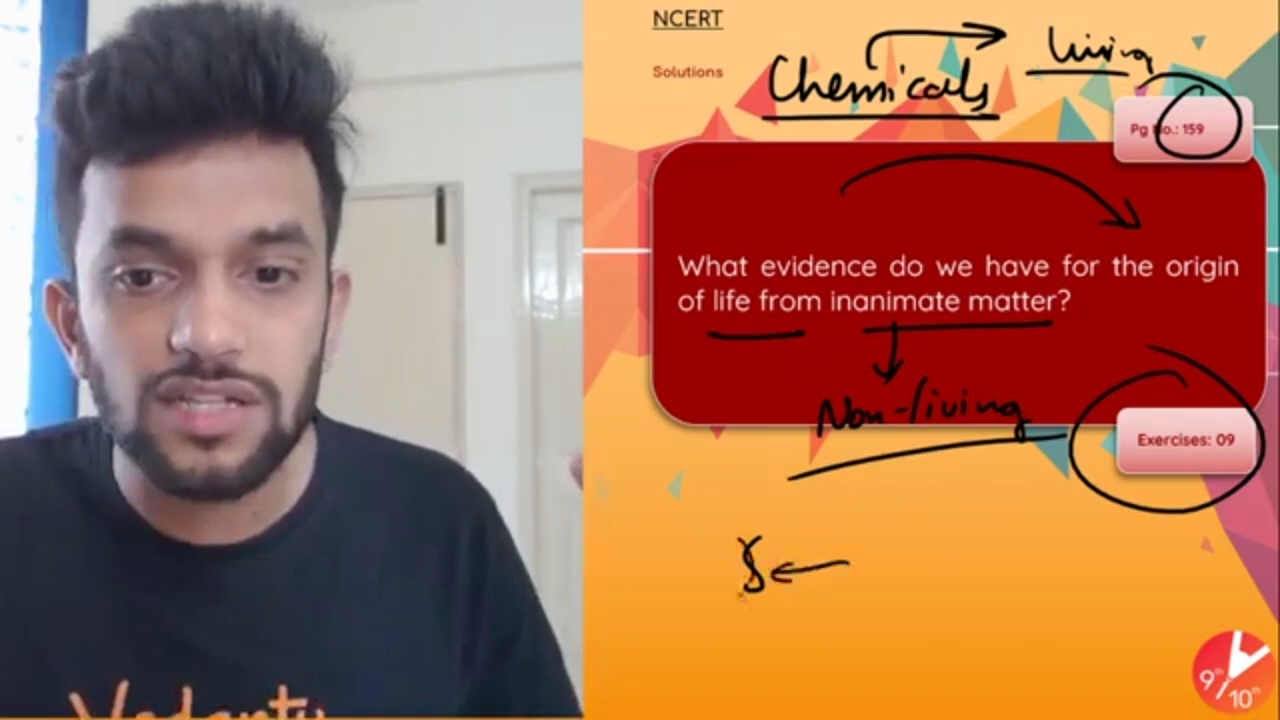 NCERT
Solutions
Chemicals
living
Pg No.: 159
What evidence do we have for the origin
of life from inanimate matter?
Non-living
Exercises: 09
Vedantu
9th/10th